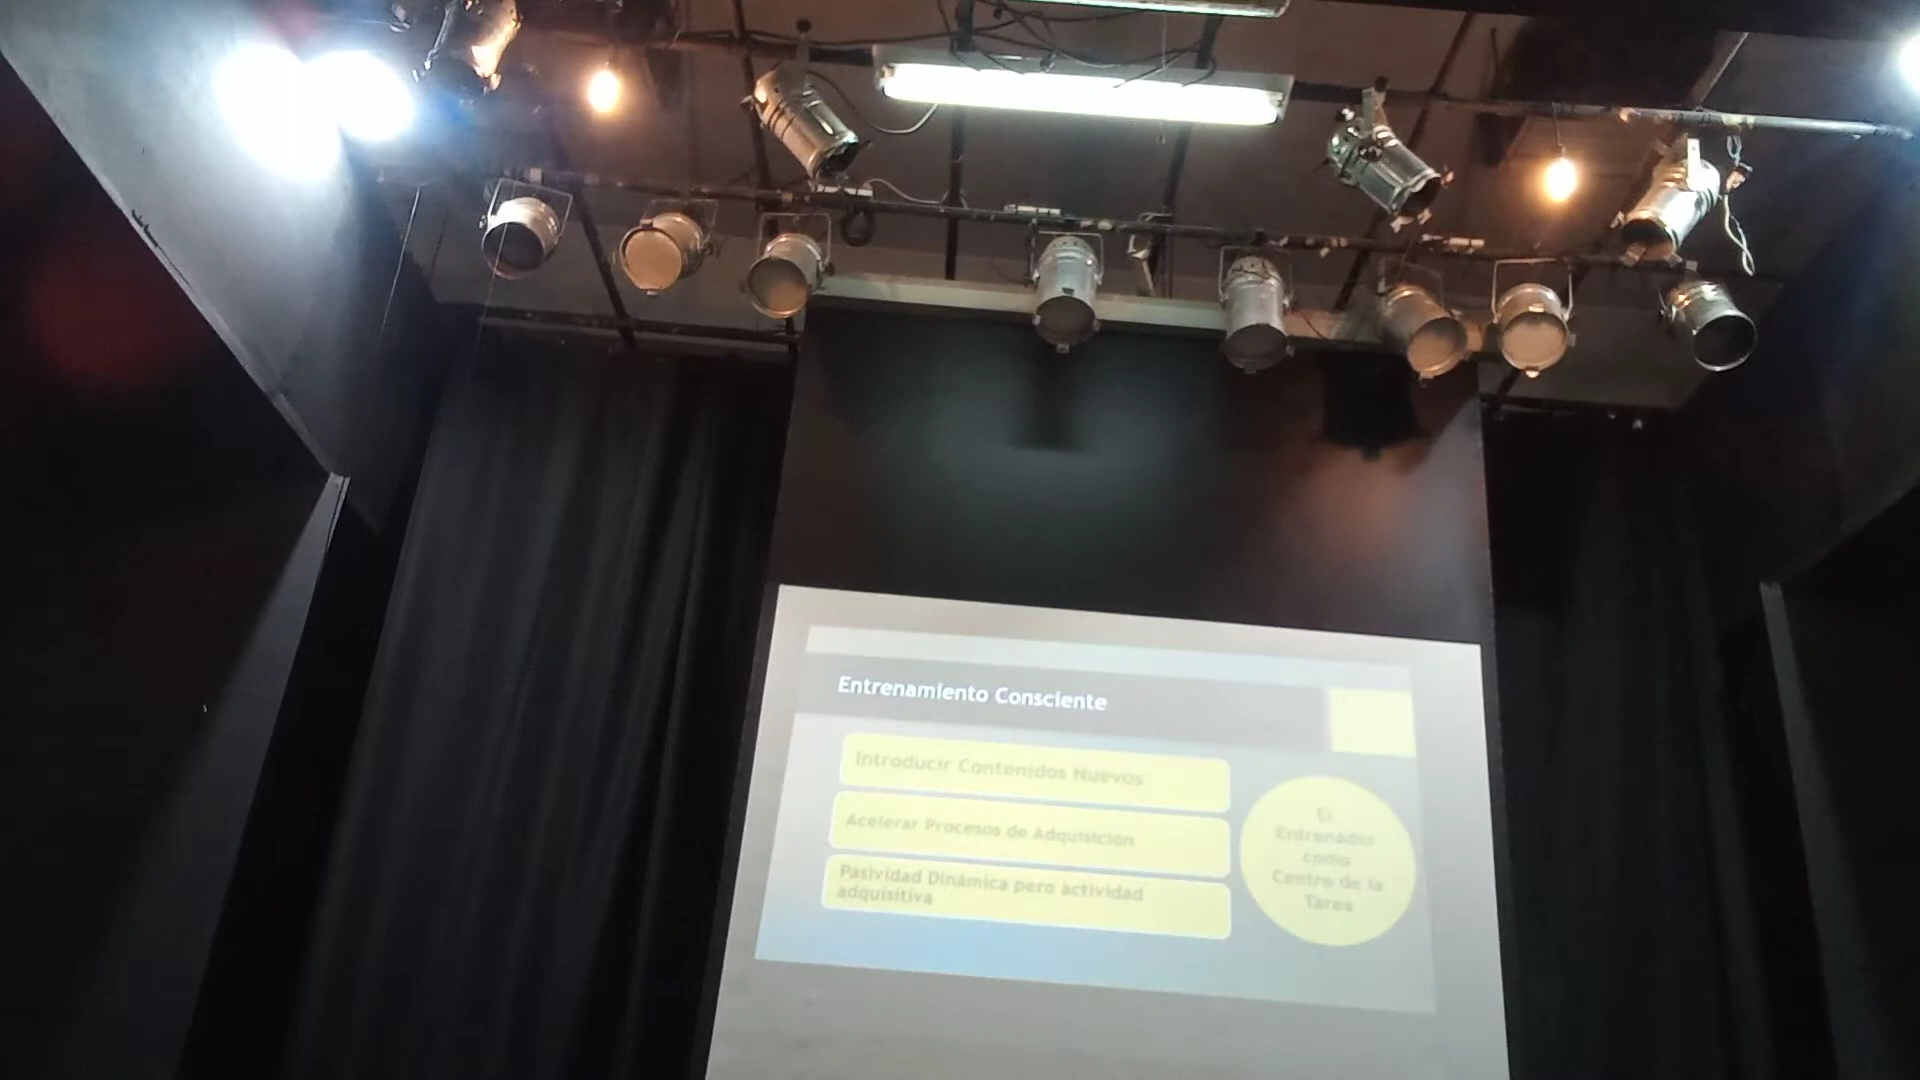 Entrenamiento Consciente
Introducir Contenidos Nuevos
Acelerar Procesos de Adquisición
Pasividad Dinámica pero actividad
adquisitiva
El
Entrenador
como
Centro de la
Tarea